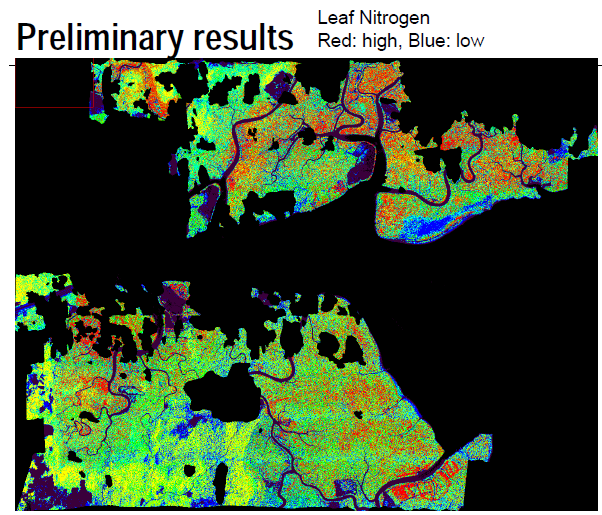 Preliminary results
Leaf Nitrogen
Red: high, Blue: low